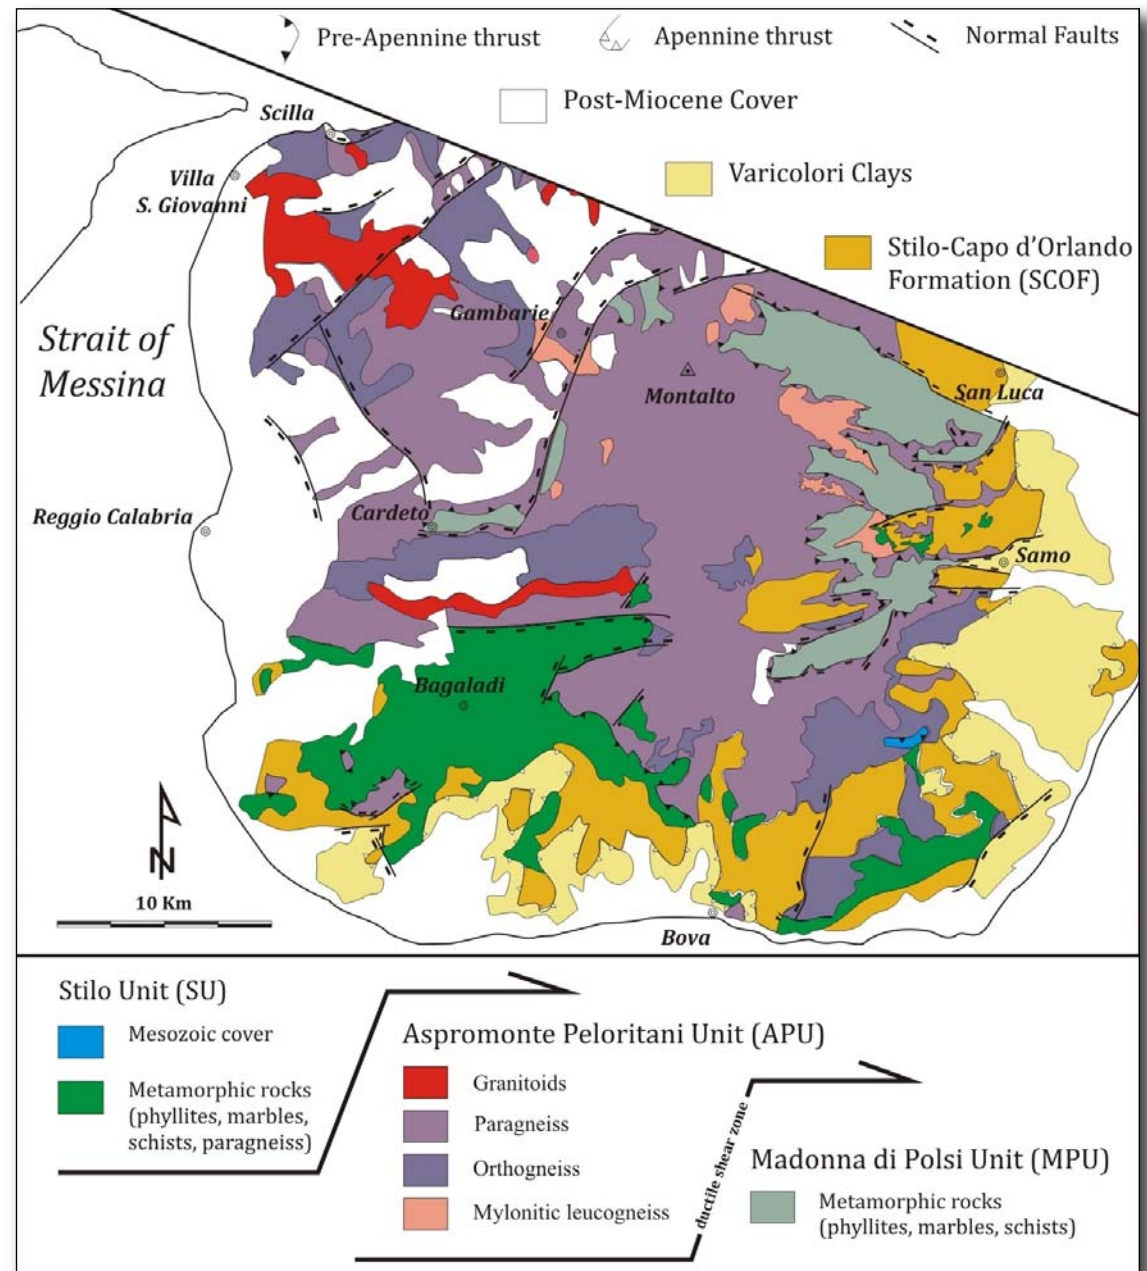 Pre-Apennine thrust
Apennine thrust
Normal Faults
Post-Miocene Cover
Varicolori Clays
Stilo-Capo d'Orlando
Formation (SCOF)
Scilla
Villa
S. Giovanni
Strait of
Messina
Gambarie
Montalto
San Luca
Reggio Calabria
Cardeto
Samo
Bagaladi
N
10 Km
Bova
Stilo Unit (SU)
Mesozoic cover
Metamorphic rocks
(phyllites, marbles,
schists, paragneiss)
Aspromonte Peloritani Unit (APU)
Granitoids
Paragneiss
Orthogneiss
Mylonitic leucogneiss
ductile shear zone
Madonna di Polsi Unit (MPU)
Metamorphic rocks
(phyllites, marbles, schists)